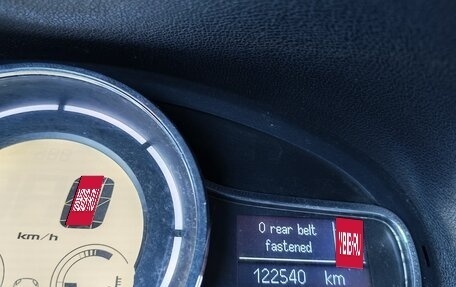 km/h
0 rear belt
fastened
122540 km